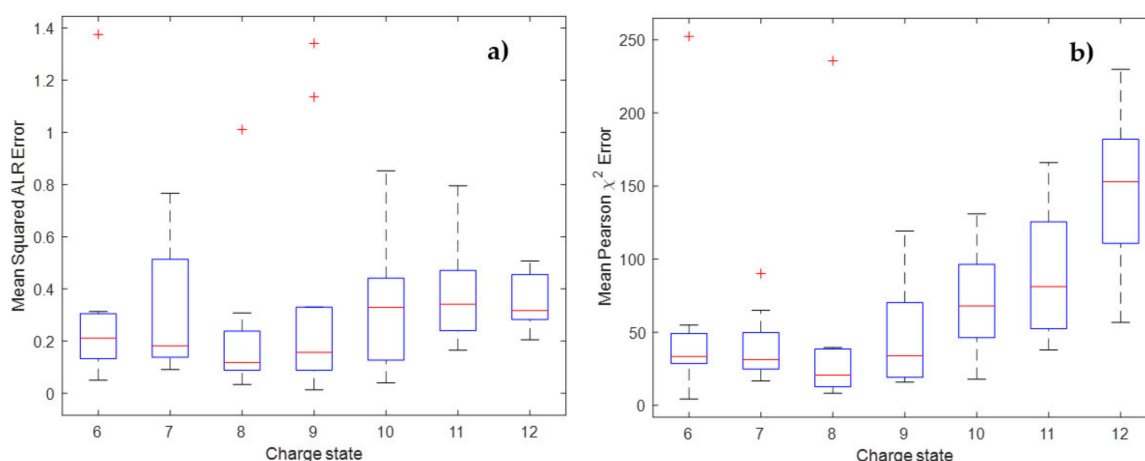 a)
Mean Squared ALR Error
1.4
1.2
1
0.8
0.6
0.4
0.2
0
6 7 8 9 10 11 12
Charge state
b)
Mean Pearson χ² Error
250
200
150
100
50
0
6 7 8 9 10 11 12
Charge state